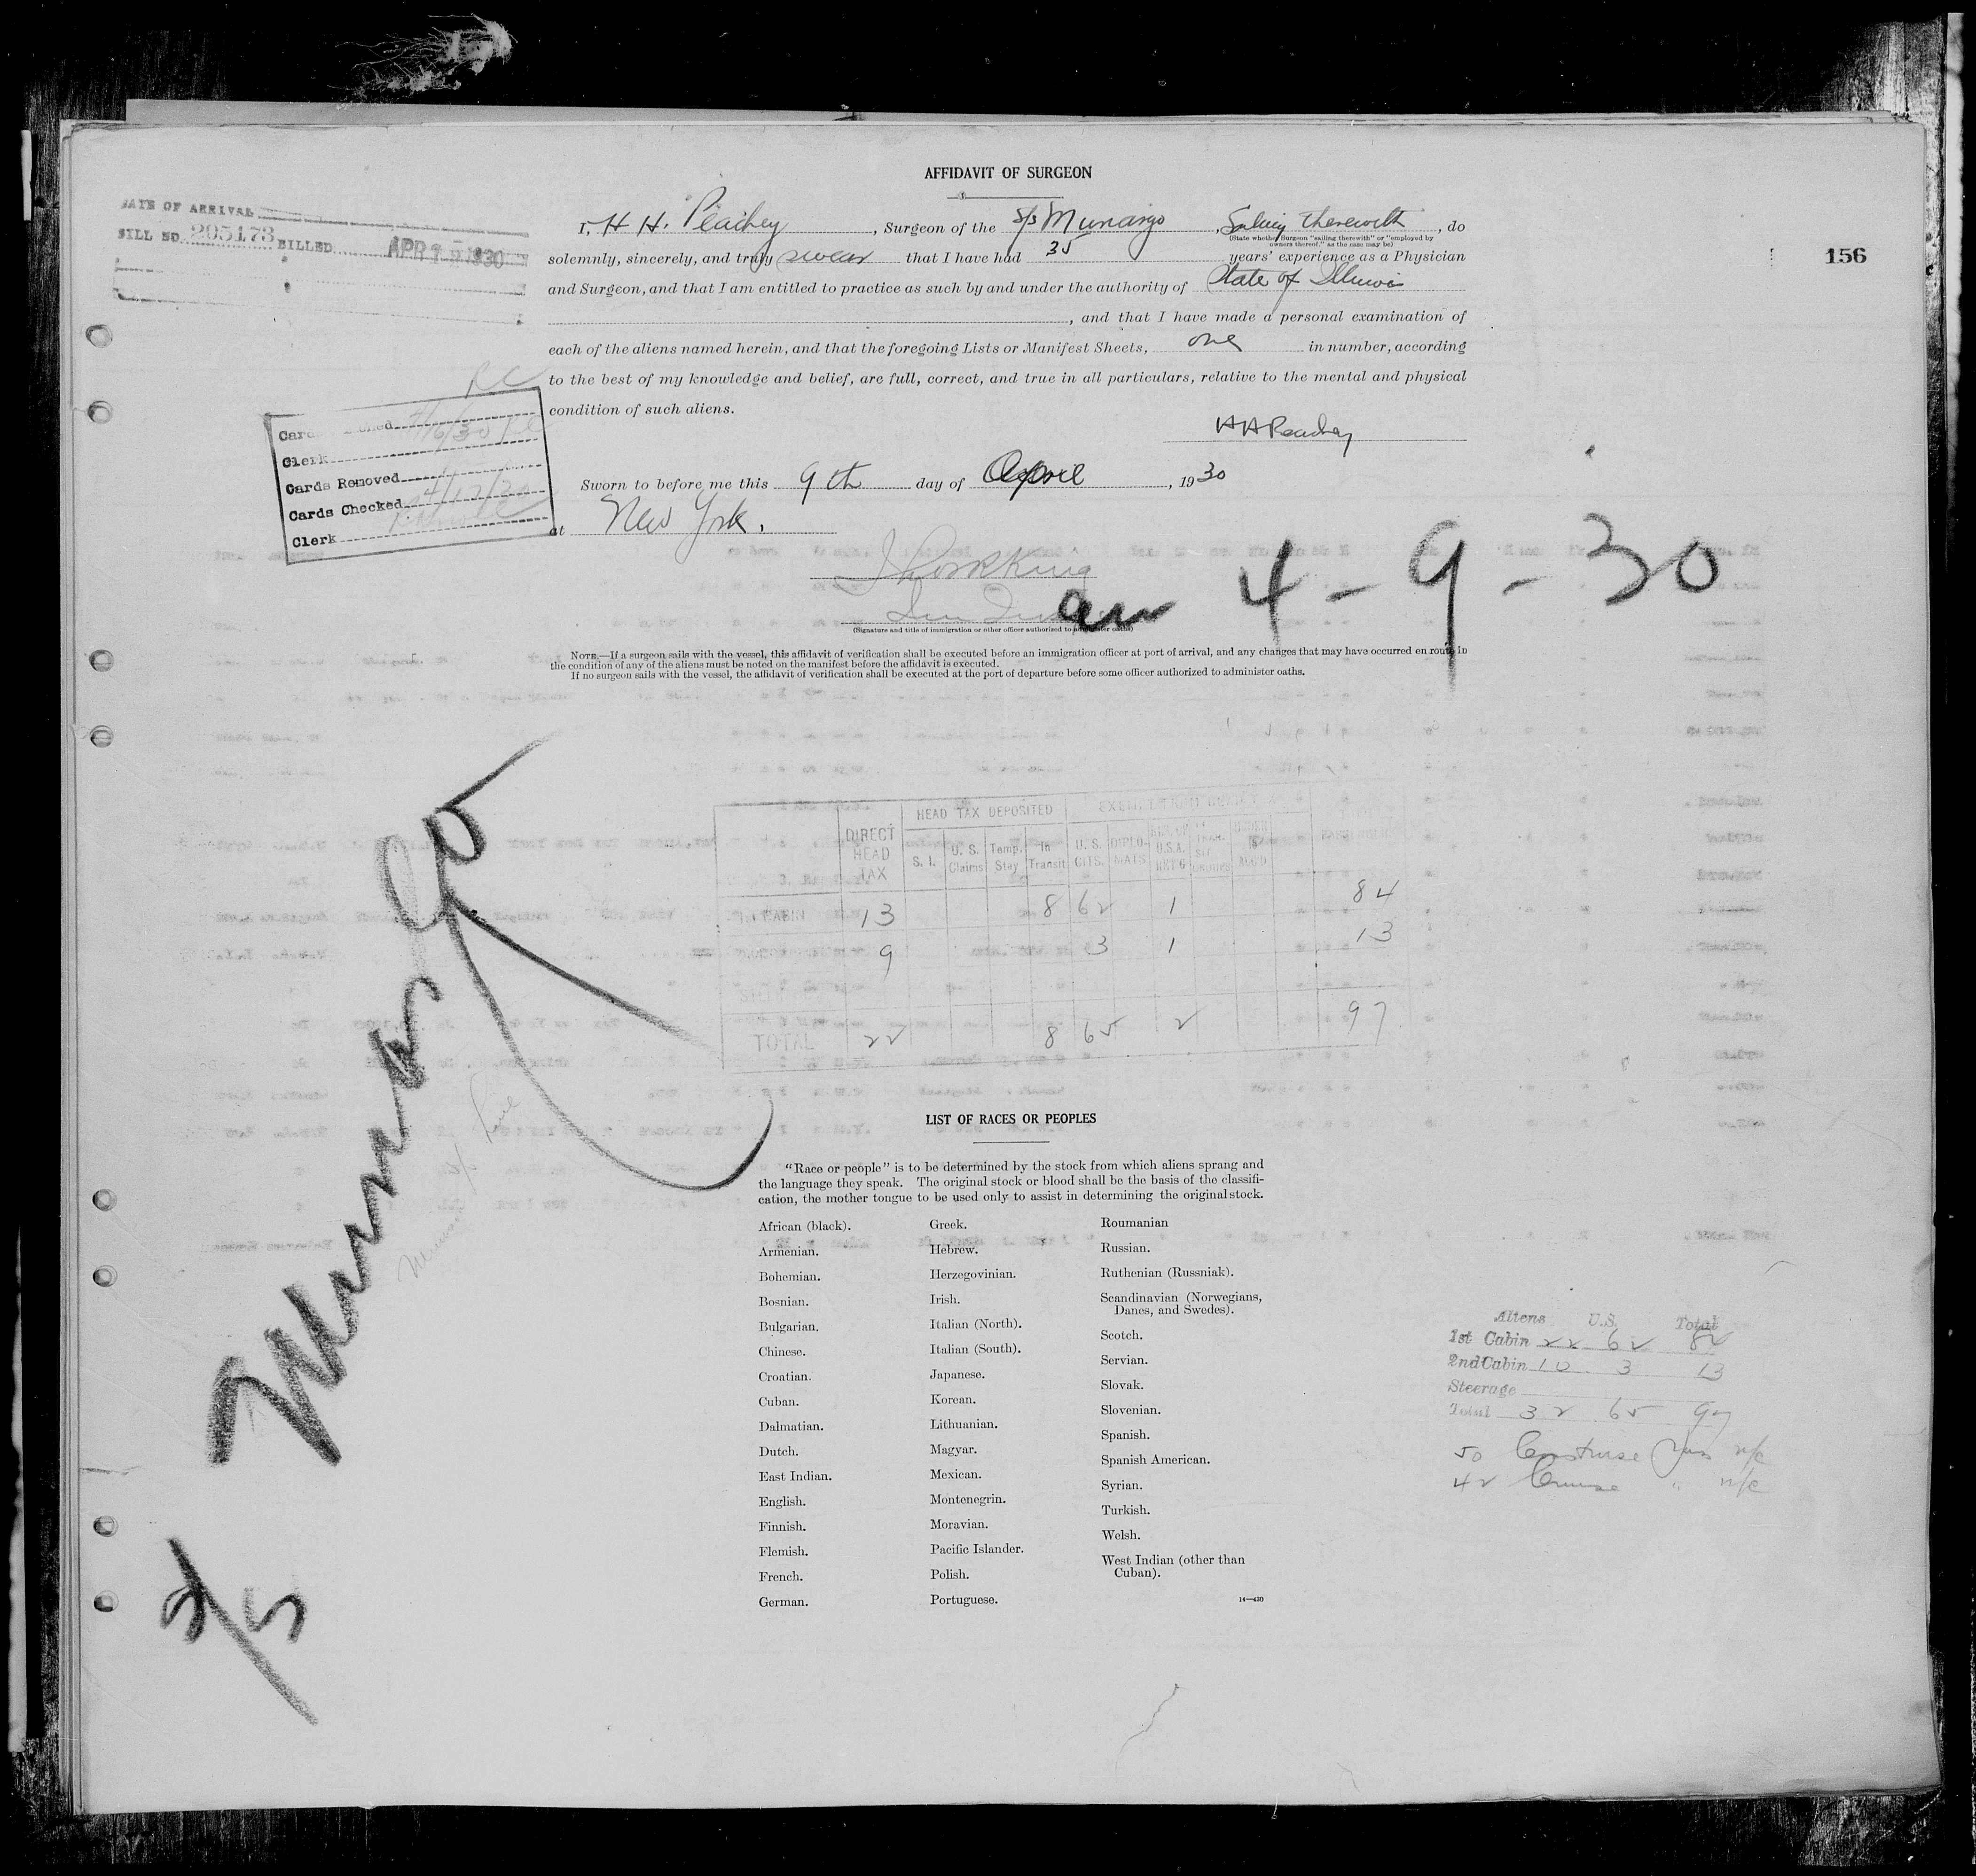 AFFIDAVIT OF SURGEON
DATE OF ARRIVAL
BILL NO. 205173 BILLED APR 1930
156
I, H H. Peachey, Surgeon of the S/S Munargo, Sailing therewith, do
(State whether Surgeon "sailing therewith" or "employed by
owners thereof," as the case may be)
solemnly, sincerely, and truly swear that I have had 35 years' experience as a Physician
and Surgeon, and that I am entitled to practice as such by and under the authority of State of Illinois
, and that I have made a personal examination of
each of the aliens named herein, and that the foregoing Lists or Manifest Sheets, one in number, according
to the best of my knowledge and belief, are full, correct, and true in all particulars, relative to the mental and physical
condition of such aliens.
HHPeachey
Clerk
Cards Removed
Cards Checked 4/17/30
Clerk
Sworn to before me this 9th day of April, 1930
at New York.
arr 4-9-30
(Signature and title of immigration or other officer authorized to administer oaths)
NOTE.—If a surgeon sails with the vessel, this affidavit of verification shall be executed before an immigration officer at port of arrival, and any changes that may have occurred en route in
the condition of any of the aliens must be noted on the manifest before the affidavit is executed.
If no surgeon sails with the vessel, the affidavit of verification shall be executed at the port of departure before some officer authorized to administer oaths.
Munargo
HEAD TAX DEPOSITED
DIRECT HEAD TAX S. I. U. S. Claims Temp. Stay In Transit U. S. CITS. DIPLO-MATS
IN CABIN 13 8 62 1 84
9 3 1 13
TOTAL 22 8 65 2 97
LIST OF RACES OR PEOPLES
"Race or people" is to be determined by the stock from which aliens sprang and
the language they speak. The original stock or blood shall be the basis of the classifi-
cation, the mother tongue to be used only to assist in determining the original stock.
African (black).
Armenian.
Bohemian.
Bosnian.
Bulgarian.
Chinese.
Croatian.
Cuban.
Dalmatian.
Dutch.
East Indian.
English.
Finnish.
Flemish.
French.
German.
Greek.
Hebrew.
Herzegovinian.
Irish.
Italian (North).
Italian (South).
Japanese.
Korean.
Lithuanian.
Magyar.
Mexican.
Montenegrin.
Moravian.
Pacific Islander.
Polish.
Portuguese.
Roumanian
Russian.
Ruthenian (Russniak).
Scandinavian (Norwegians,
Danes, and Swedes).
Scotch.
Servian.
Slovak.
Slovenian.
Spanish.
Spanish American.
Syrian.
Turkish.
Welsh.
West Indian (other than
Cuban).
14—430
Aliens U.S. Total
1st Cabin 22 62 84
2nd Cabin 10 3 13
Steerage
Total 32 65 97
50
42 Cruise " n/c